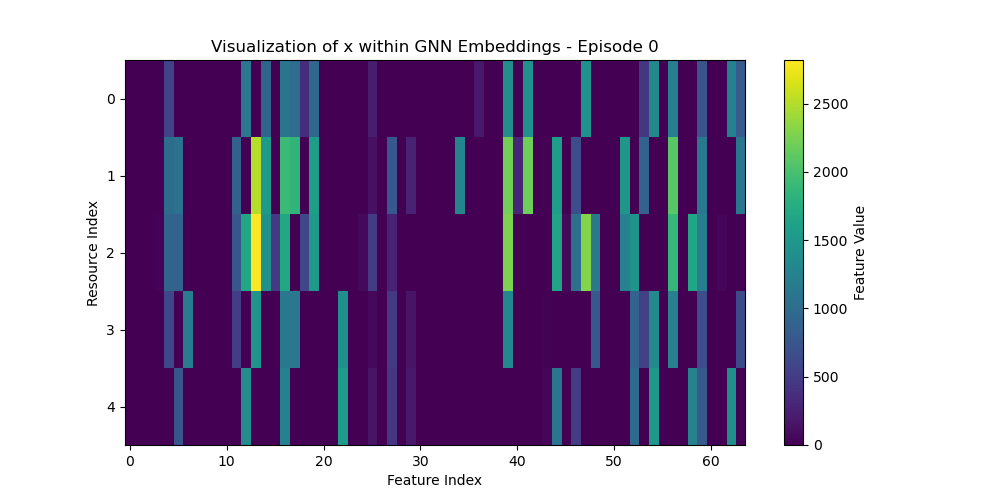 Visualization of x within GNN Embeddings - Episode 0
Resource Index
0
1
2
3
4
0 10 20 30 40 50 60
Feature Index
2500
2000
1500
1000
500
0
Feature Value